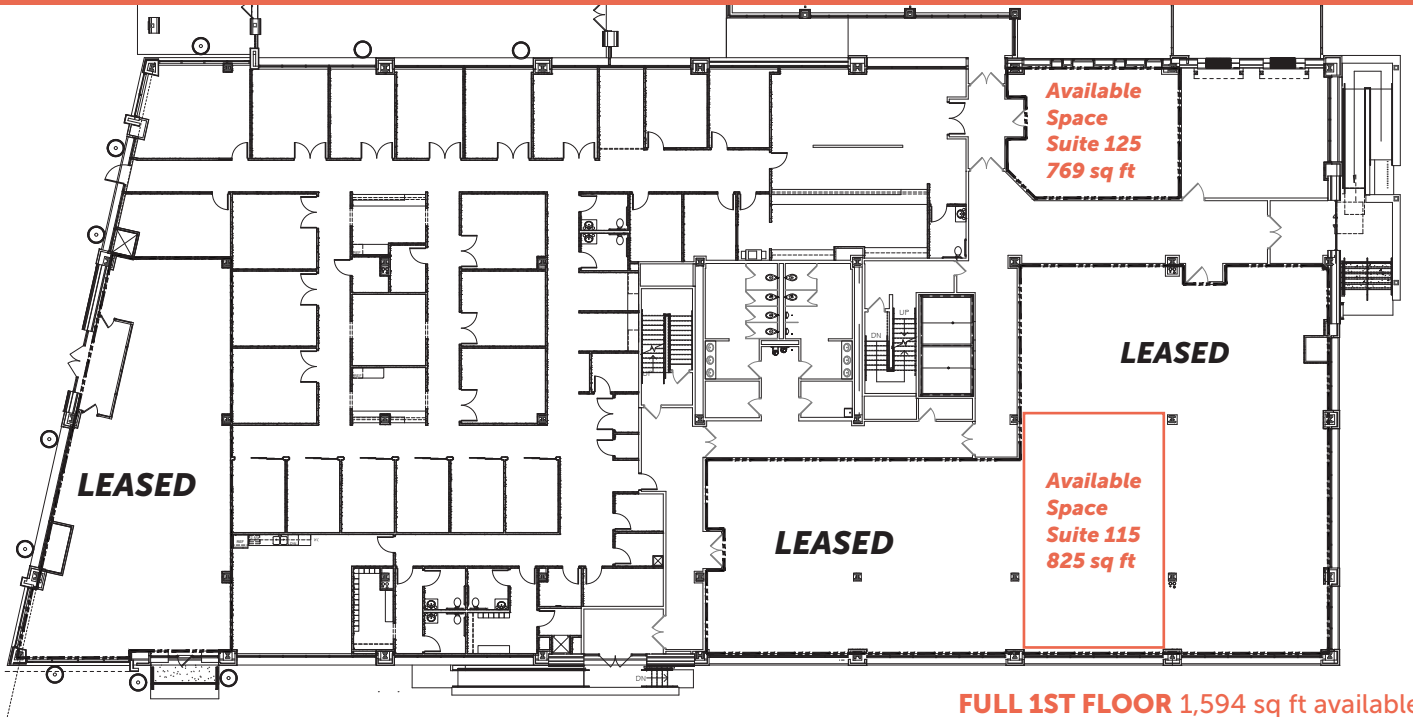 Available
Space
Suite 125
769 sq ft
UP
DN
LEASED
LEASED
LEASED
Available
Space
Suite 115
825 sq ft
DN
FULL 1ST FLOOR 1,594 sq ft available